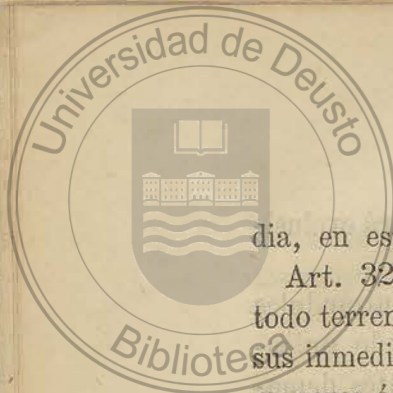 Universidad de Deusto
Biblioteca
dia, en es
Art. 32
todo terren
sus inmedi